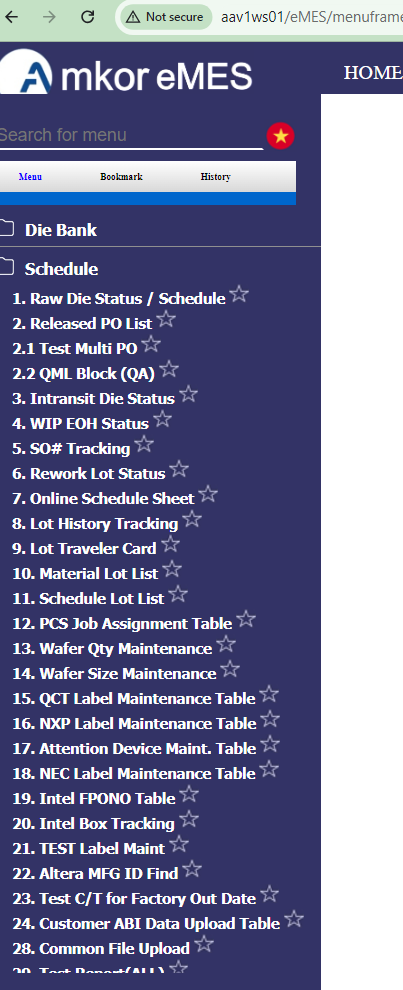 Not secure aav1ws01/eMES/menuframe
Amkor eMES
HOME
Search for menu
Menu Bookmark History
Die Bank
Schedule
1. Raw Die Status / Schedule
2. Released PO List
2.1 Test Multi PO
2.2 QML Block (QA)
3. Intransit Die Status
4. WIP EOH Status
5. SO# Tracking
6. Rework Lot Status
7. Online Schedule Sheet
8. Lot History Tracking
9. Lot Traveler Card
10. Material Lot List
11. Schedule Lot List
12. PCS Job Assignment Table
13. Wafer Qty Maintenance
14. Wafer Size Maintenance
15. QCT Label Maintenance Table
16. NXP Label Maintenance Table
17. Attention Device Maint. Table
18. NEC Label Maintenance Table
19. Intel FPONO Table
20. Intel Box Tracking
21. TEST Label Maint
22. Altera MFG ID Find
23. Test C/T for Factory Out Date
24. Customer ABI Data Upload Table
28. Common File Upload
29. Test Report(ALL)